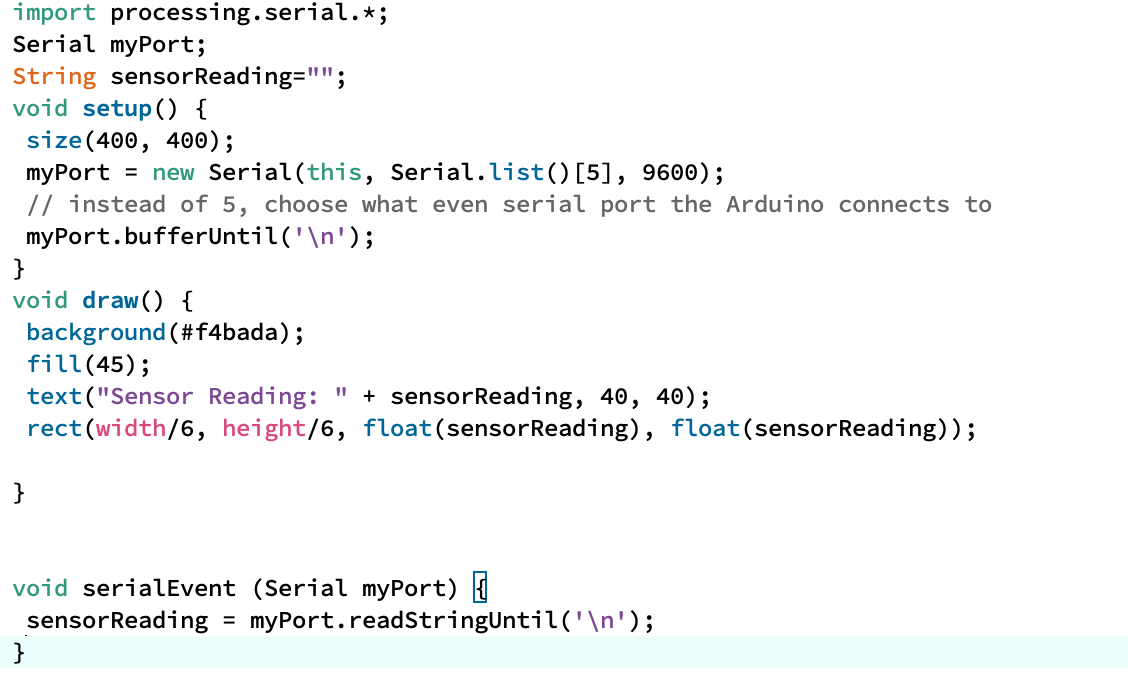 import processing.serial.*;
Serial myPort;
String sensorReading="";
void setup() {
 size(400, 400);
 myPort = new Serial(this, Serial.list()[5], 9600);
 // instead of 5, choose what even serial port the Arduino connects to
 myPort.bufferUntil('\n');
}
void draw() {
 background(#f4bada);
 fill(45);
 text("Sensor Reading: " + sensorReading, 40, 40);
 rect(width/6, height/6, float(sensorReading), float(sensorReading));
}
void serialEvent (Serial myPort) {
 sensorReading = myPort.readStringUntil('\n');
}